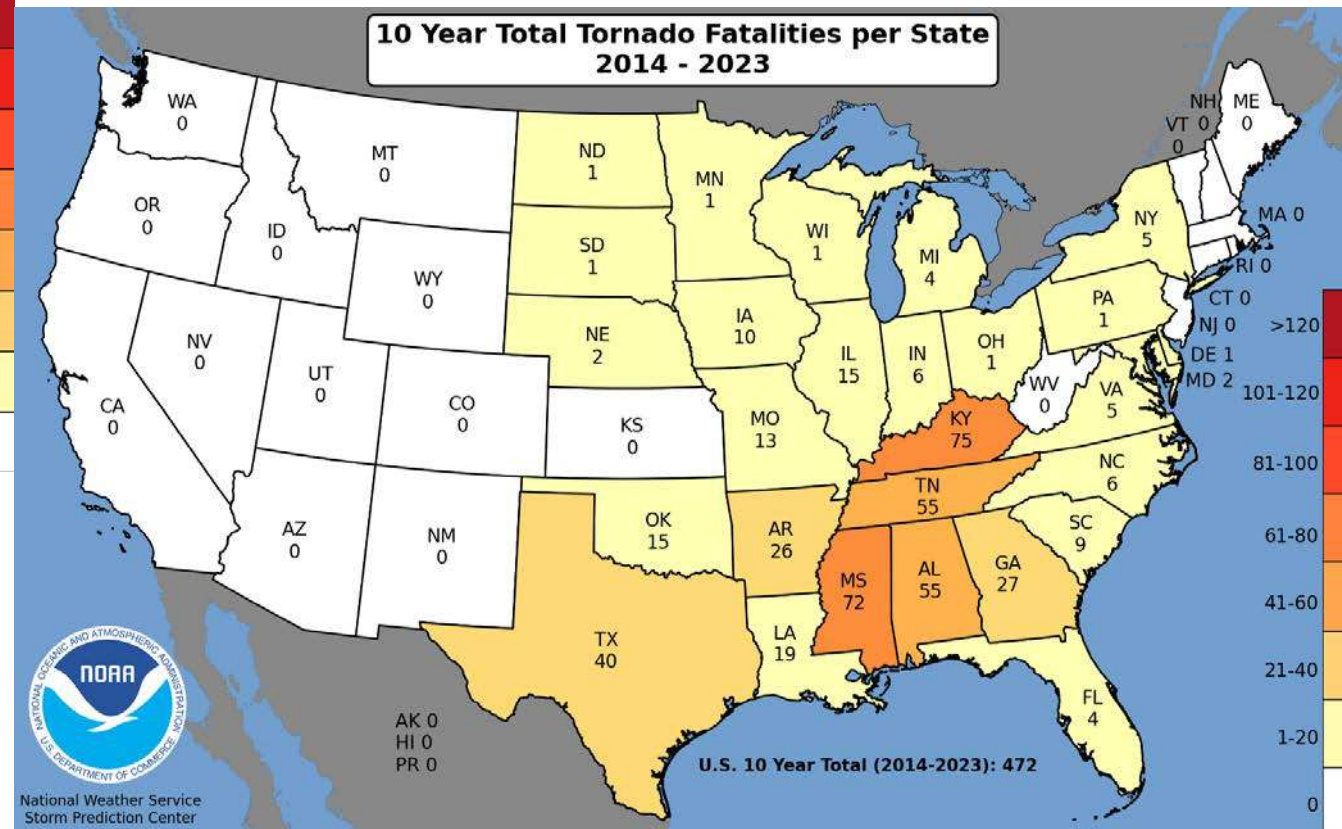 10 Year Total Tornado Fatalities per State
2014 - 2023
WA
0
OR
0
CA
0
NV
0
ID
0
MT
0
WY
0
UT
0
CO
0
AZ
0
NM
0
ND
1
SD
1
NE
2
KS
0
OK
15
TX
40
MN
1
IA
10
MO
13
AR
26
LA
19
WI
1
IL
15
MI
4
IN
6
OH
1
KY
75
TN
55
MS
72
AL
55
GA
27
FL
4
SC
9
NC
6
VA
5
WV
0
PA
1
NY
5
VT
0
NH
0
ME
0
MA 0
RI 0
CT 0
NJ 0
DE 1
MD 2
AK 0
HI 0
PR 0
U.S. 10 Year Total (2014-2023): 472
>120
101-120
81-100
61-80
41-60
21-40
1-20
0
NATIONAL OCEANIC AND ATMOSPHERIC ADMINISTRATION
NOAA
U.S. DEPARTMENT OF COMMERCE
National Weather Service
Storm Prediction Center